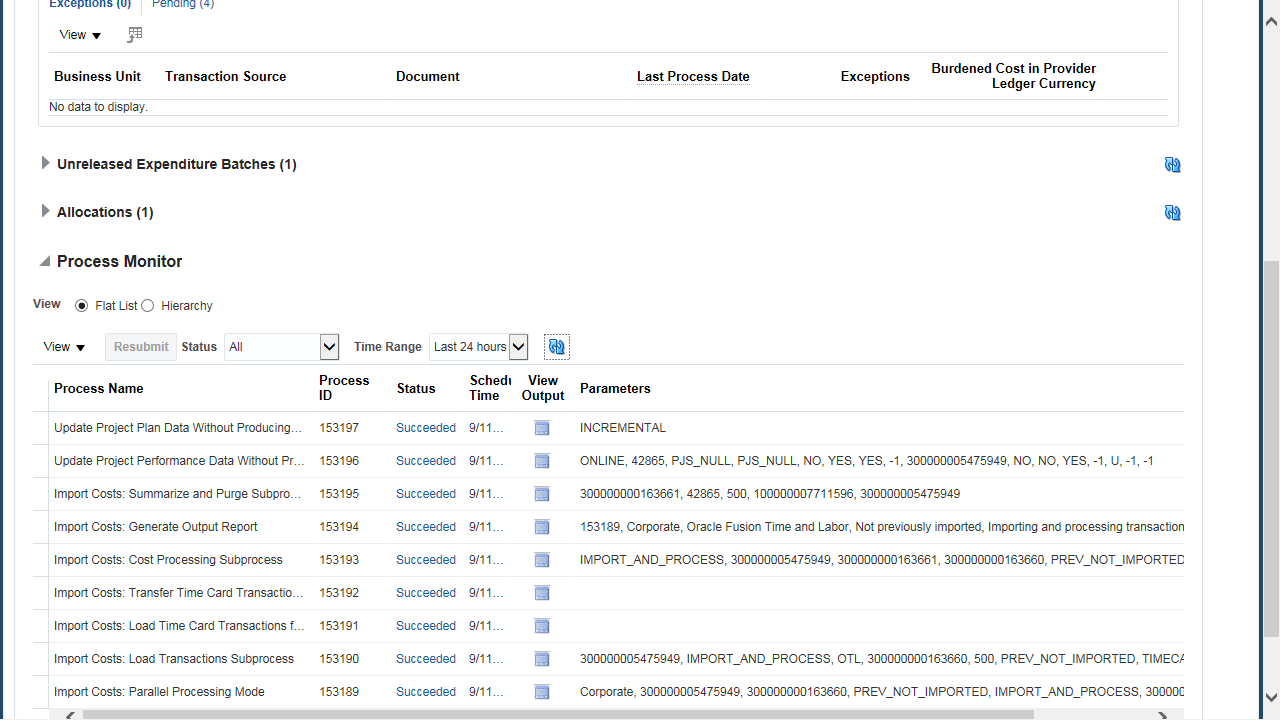 Exceptions (0) Pending (4)
View
Business Unit Transaction Source Document Last Process Date Exceptions Burdened Cost in Provider
Ledger Currency
No data to display.
Unreleased Expenditure Batches (1)
Allocations (1)
Process Monitor
View Flat List Hierarchy
View Resubmit Status All Time Range Last 24 hours
Process Name Process ID Status Schedu Time View Output Parameters
Update Project Plan Data Without Producing... 153197 Succeeded 9/11... INCREMENTAL
Update Project Performance Data Without Pr... 153196 Succeeded 9/11... ONLINE, 42865, PJS_NULL, PJS_NULL, NO, YES, YES, -1, 300000005475949, NO, NO, YES, -1, U, -1, -1
Import Costs: Summarize and Purge Subpro... 153195 Succeeded 9/11... 300000000163661, 42865, 500, 100000007711596, 300000005475949
Import Costs: Generate Output Report 153194 Succeeded 9/11... 153189, Corporate, Oracle Fusion Time and Labor, Not previously imported, Importing and processing transaction
Import Costs: Cost Processing Subprocess 153193 Succeeded 9/11... IMPORT_AND_PROCESS, 300000005475949, 300000000163661, 300000000163660, PREV_NOT_IMPORTED
Import Costs: Transfer Time Card Transactio... 153192 Succeeded 9/11...
Import Costs: Load Time Card Transactions f... 153191 Succeeded 9/11...
Import Costs: Load Transactions Subprocess 153190 Succeeded 9/11... 300000005475949, IMPORT_AND_PROCESS, OTL, 300000000163660, 500, PREV_NOT_IMPORTED, TIMECA
Import Costs: Parallel Processing Mode 153189 Succeeded 9/11... Corporate, 300000005475949, 300000000163660, PREV_NOT_IMPORTED, IMPORT_AND_PROCESS, 300000